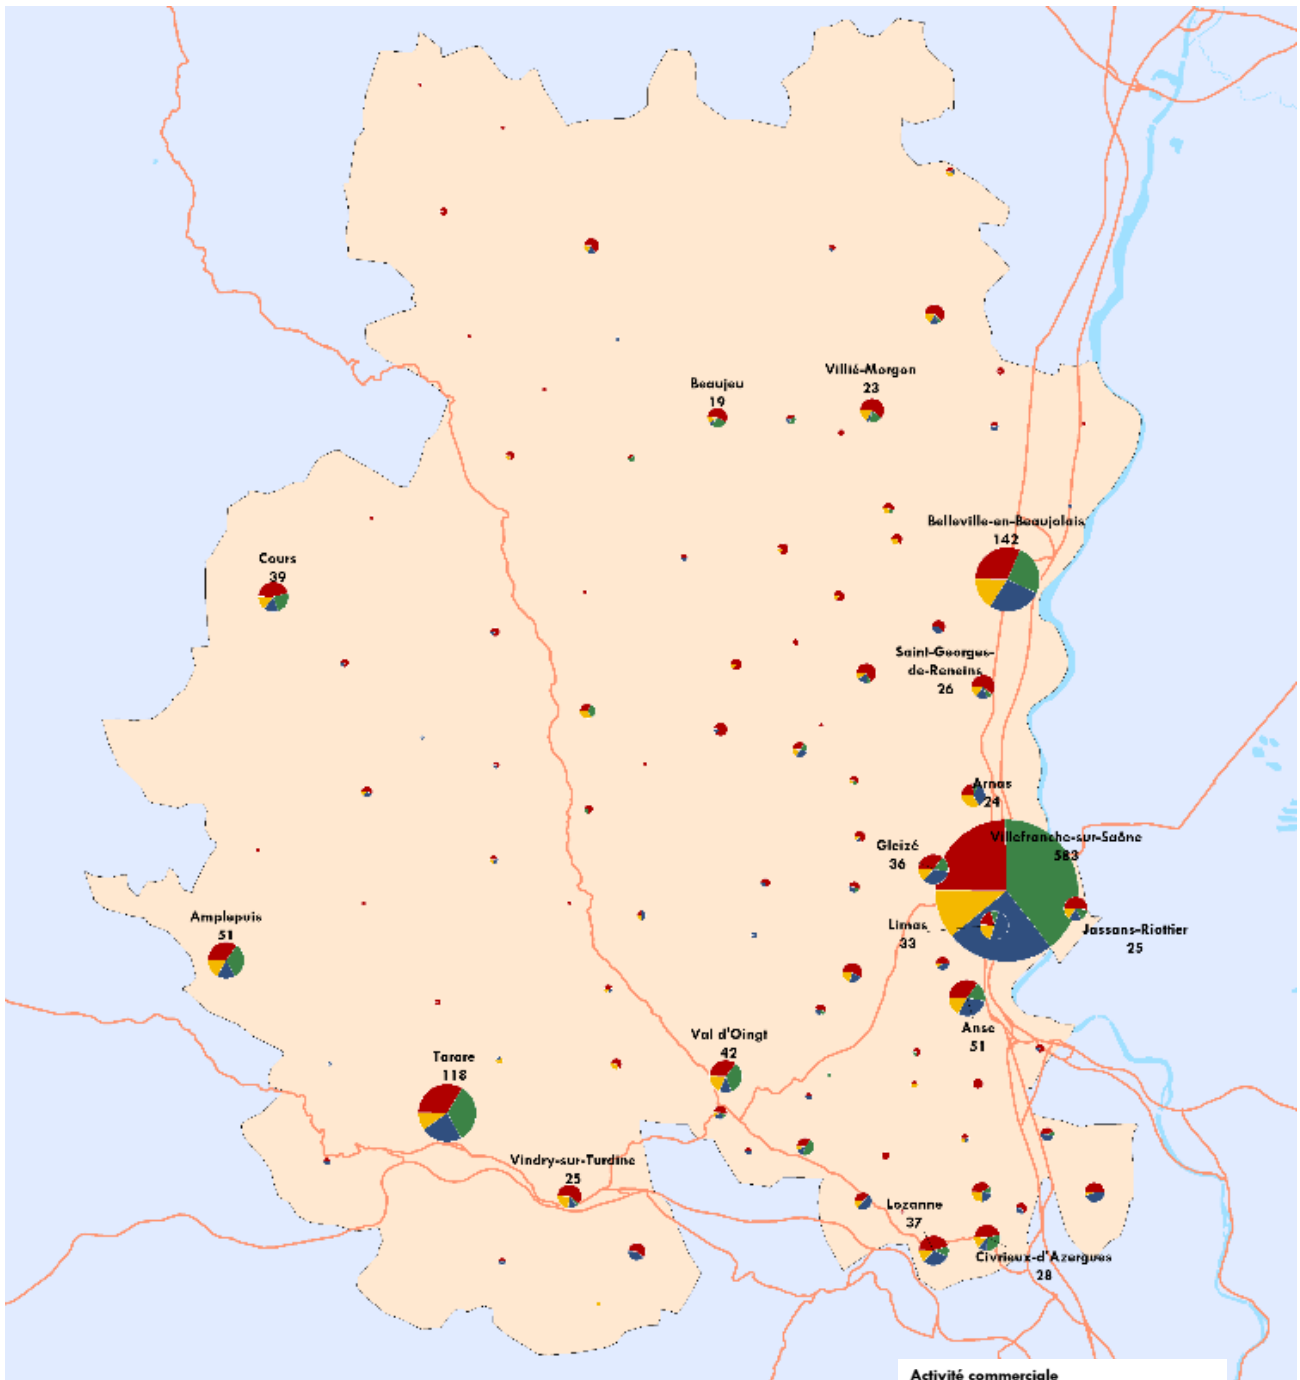 Villié-Morgon
23
Beaujeu
19
Belleville-en-Beaujolais
142
Cours
39
Saint-Georges-
de-Reneins
26
Arnas
24
Villefranche-sur-Saône
583
Gleizé
36
Amplepuis
51
Limas
33
Jassans-Riottier
25
Anse
51
Val d'Oingt
42
Tarare
118
Vindry-sur-Turdine
25
Lozanne
37
Civrieux-d'Azergues
28
Activité commerciale